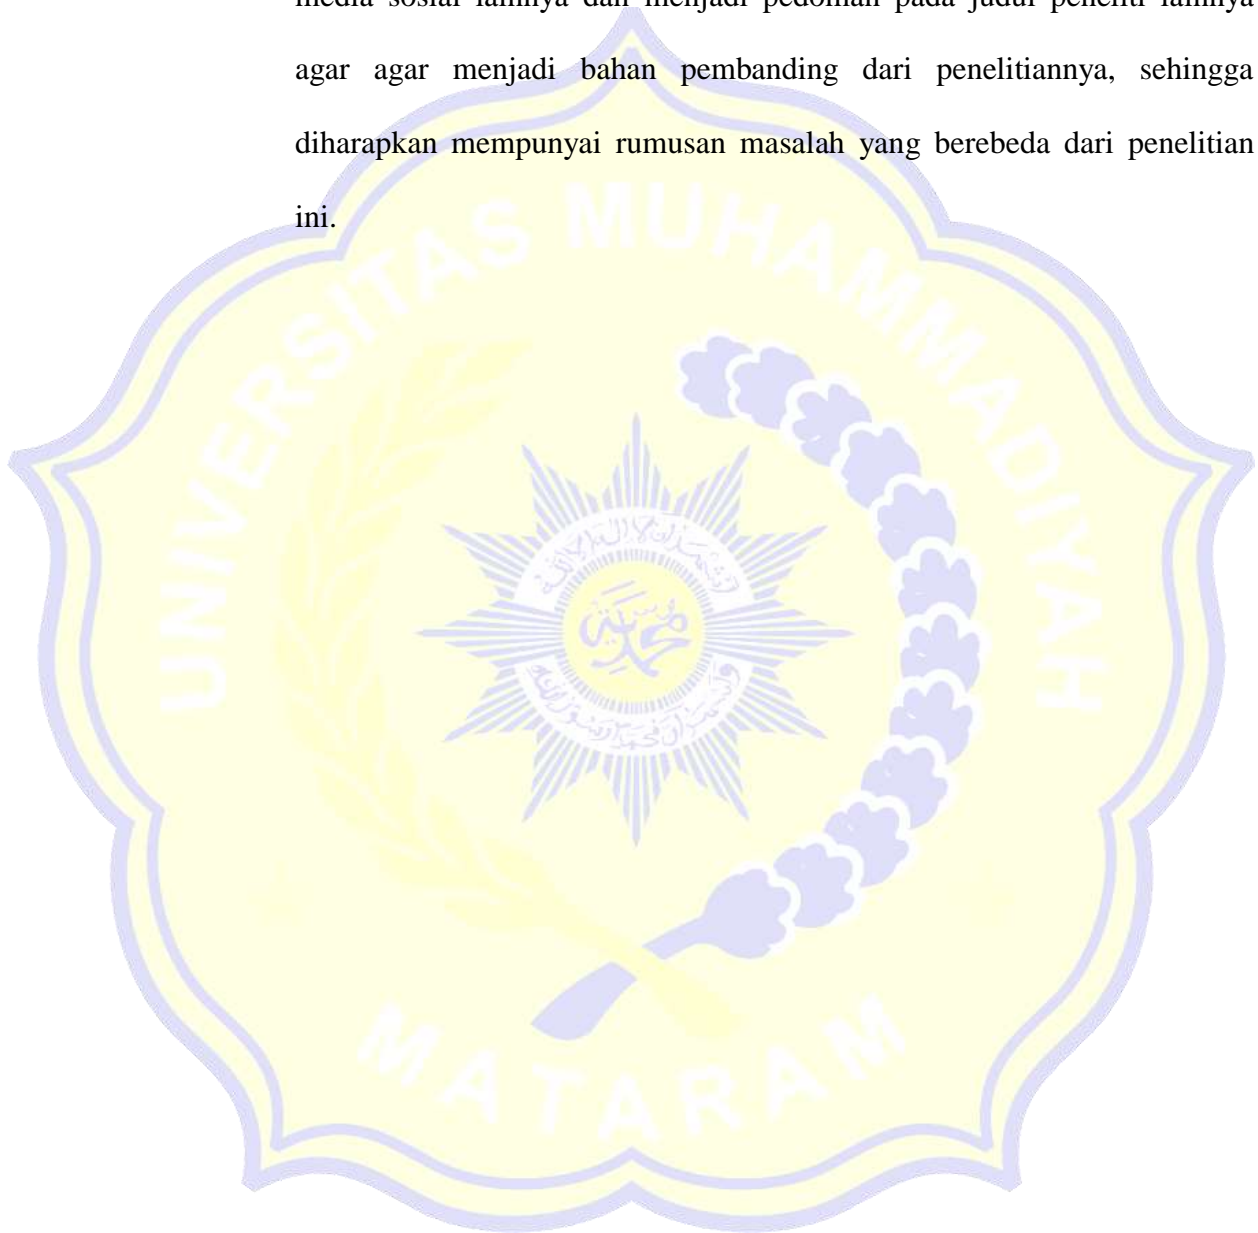 media sosial lainnya dan menjadi pedoman pada judul peneliti lainnya
agar agar menjadi bahan pembanding dari penelitiannya, sehingga
diharapkan mempunyai rumusan masalah yang berebeda dari penelitian
ini.
UNIVERSITAS MUHAMMADIYAH
MATARAM